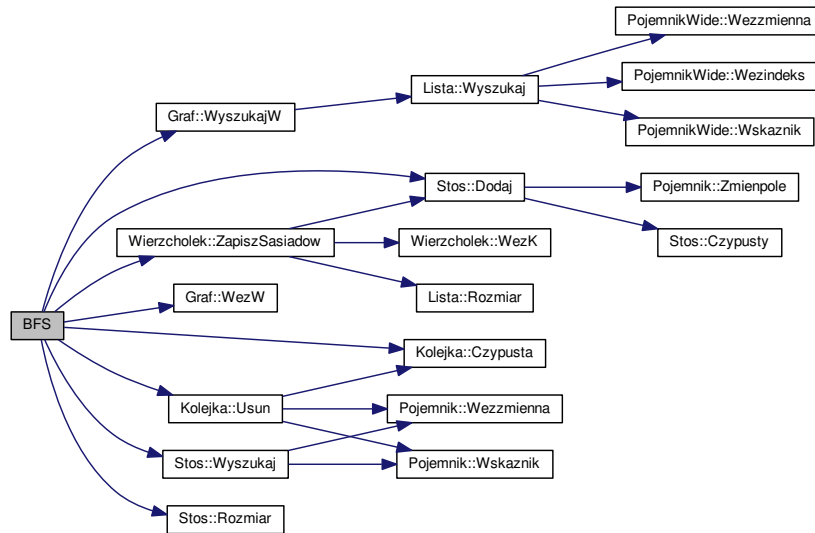 PojemnikWide::Wezzmienna
PojemnikWide::Wezindeks
Lista::Wyszukaj
Graf::WyszukajW
PojemnikWide::Wskaznik
Stos::Dodaj
Pojemnik::Zmienpole
Wierzcholek::ZapiszSasiadow
Wierzcholek::WezK
Stos::Czypusty
Graf::WezW
Lista::Rozmiar
BFS
Kolejka::Czypusta
Kolejka::Usun
Pojemnik::Wezzmienna
Stos::Wyszukaj
Pojemnik::Wskaznik
Stos::Rozmiar